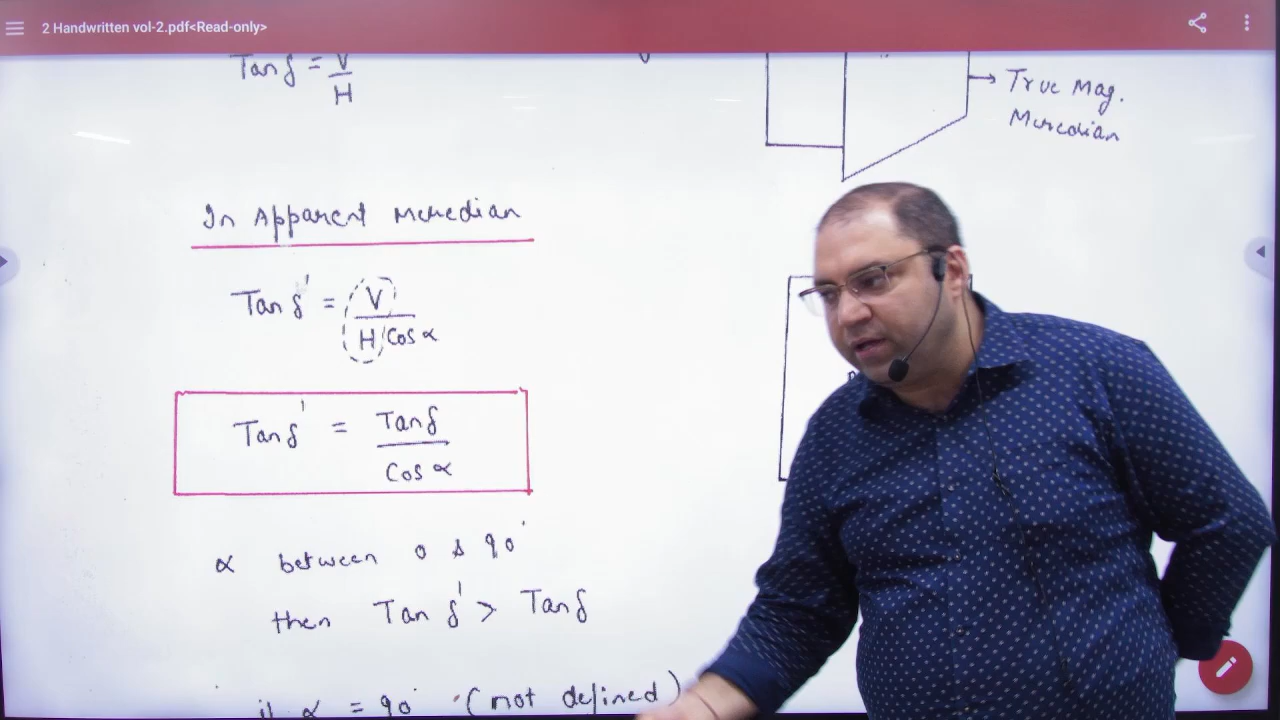 2 Handwritten vol-2.pdf<Read-only>
Tan δ = V
H
True Mag.
Meredian
In Apparent Meredian
Tan δ' = V
H Cos α
Tan δ' = Tan δ
Cos α
α between 0 & 90°
then Tan δ' > Tan δ
if α = 90° (not defined)